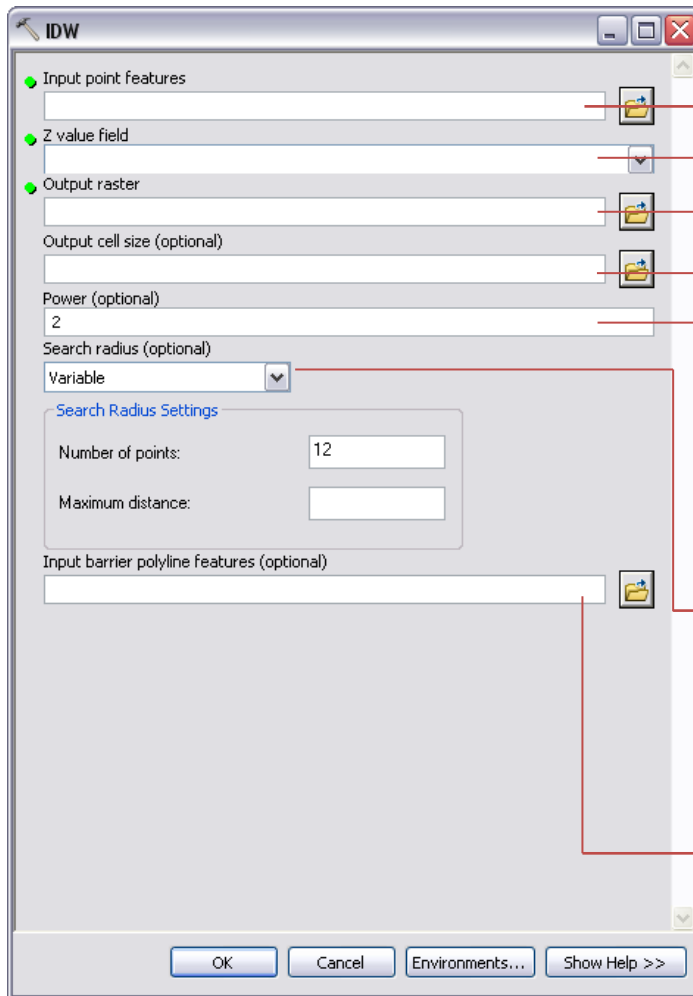 IDW
Input point features
Z value field
Output raster
Output cell size (optional)
Power (optional)
2
Search radius (optional)
Variable
Search Radius Settings
Number of points: 12
Maximum distance:
Input barrier polyline features (optional)
OK Cancel Environments... Show Help >>